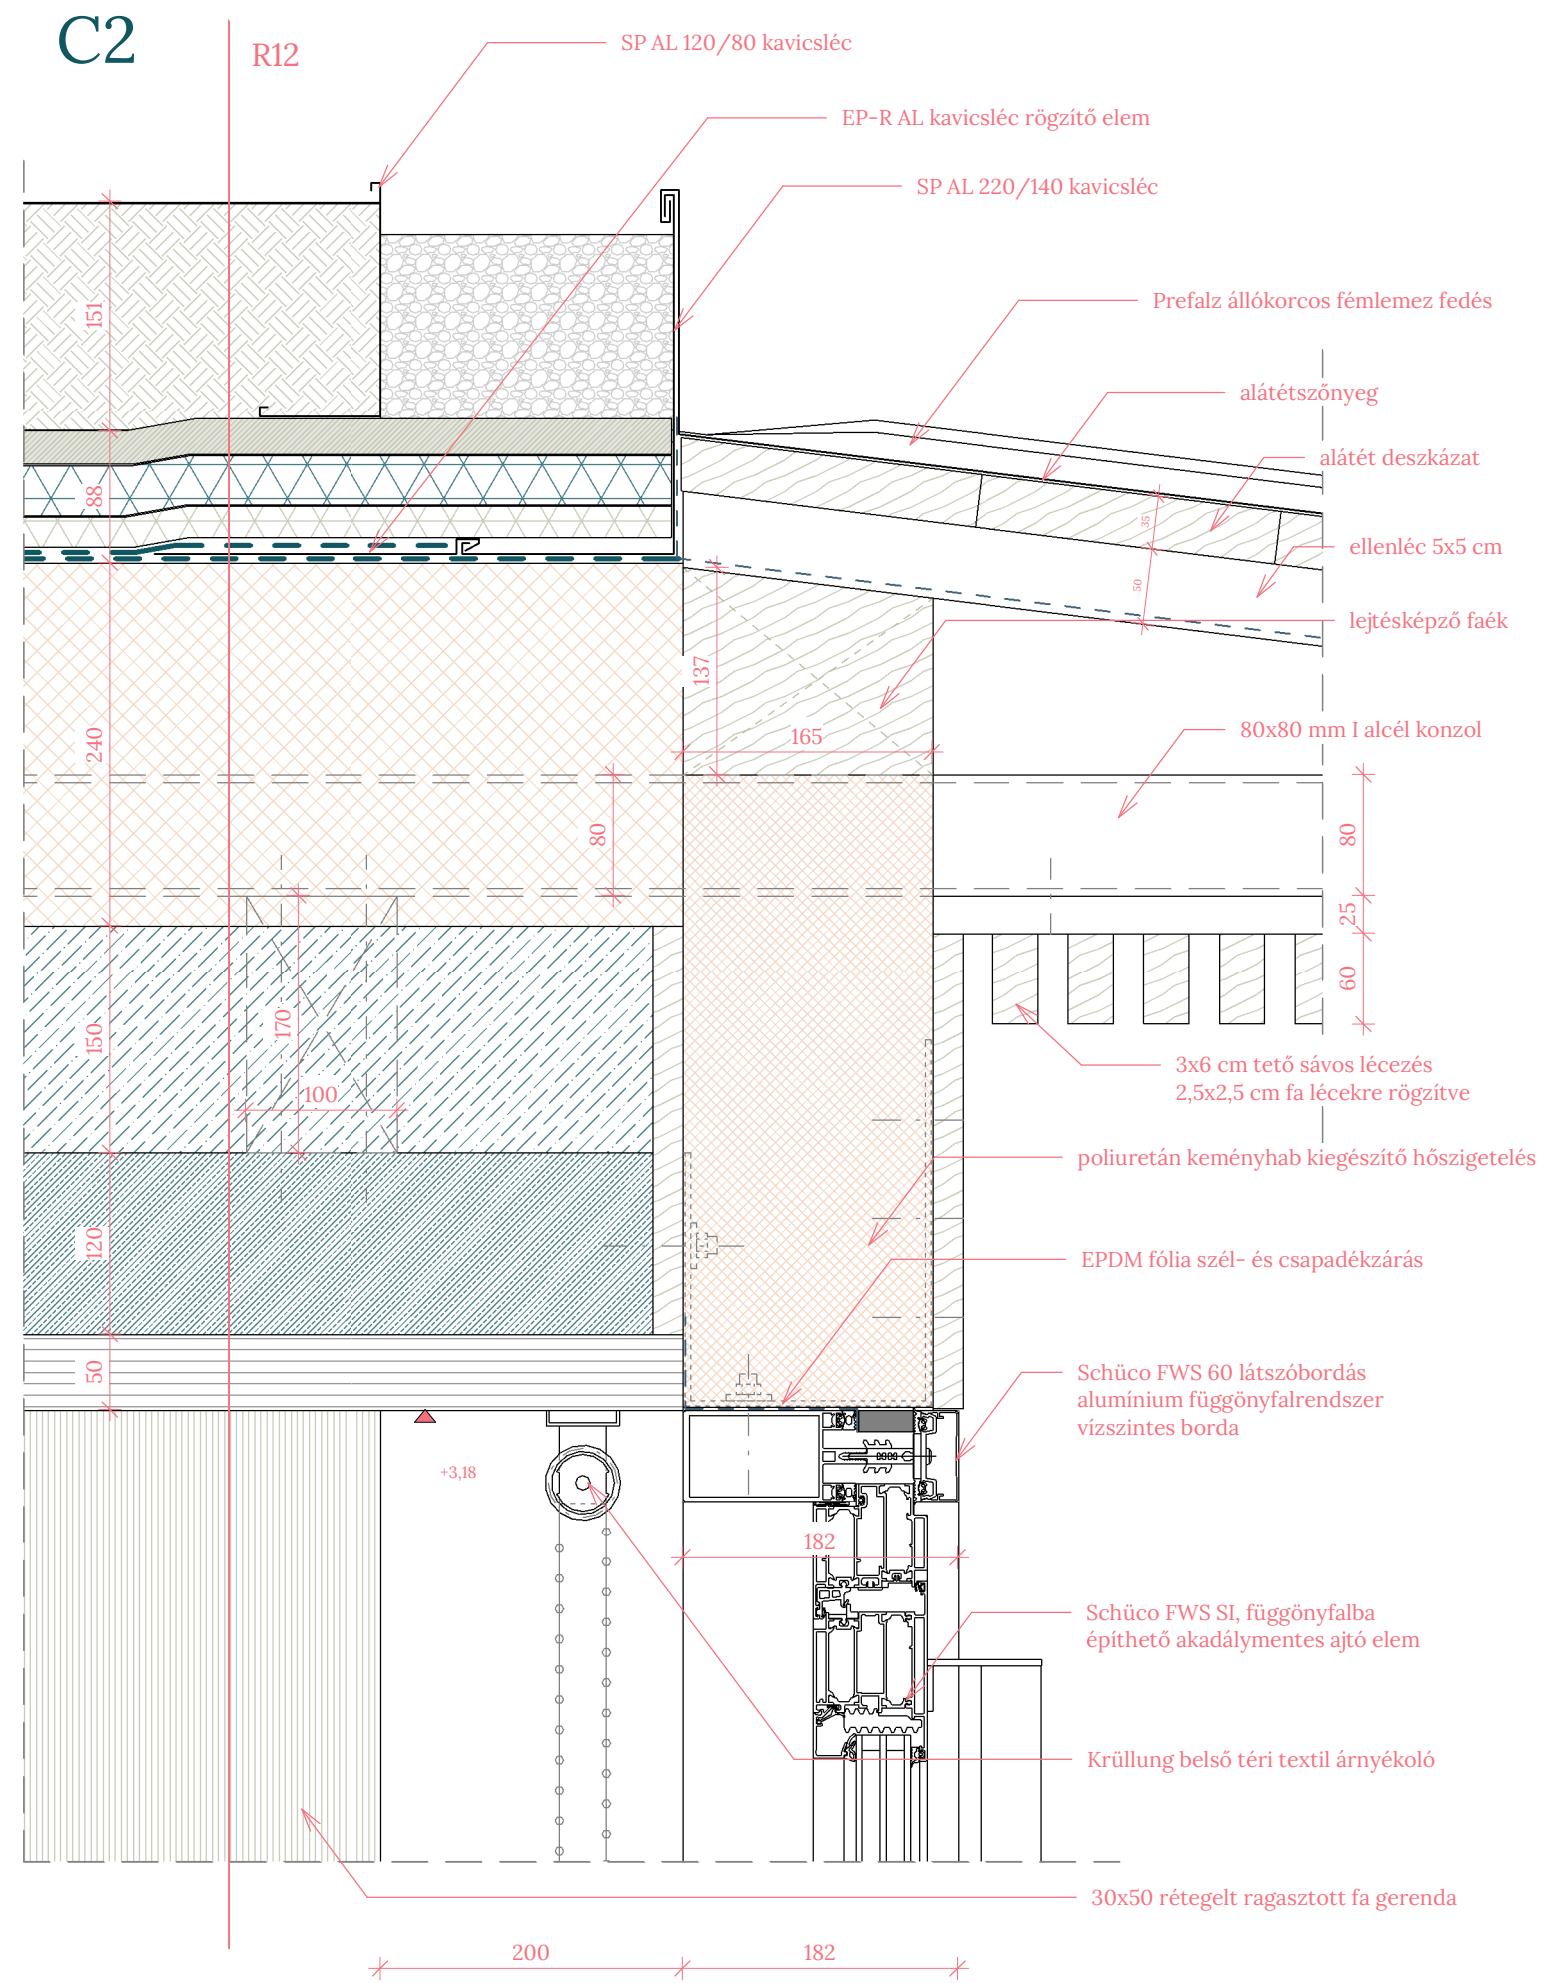 C2
R12
SP AL 120/80 kavicsléc
EP-R AL kavicsléc rögzítő elem
SP AL 220/140 kavicsléc
Prefalz állókorcos fémlemez fedés
alátétszőnyeg
alátét deszkázat
ellenléc 5x5 cm
lejtésképző faék
80x80 mm I alcél konzol
3x6 cm tető sávos lécezés
2,5x2,5 cm fa lécekre rögzítve
poliuretán keményhab kiegészítő hőszigetelés
EPDM fólia szél- és csapadékzárás
Schüco FWS 60 látszóbordás
alumínium függönyfalrendszer
vízszintes borda
Schüco FWS SI, függönyfalba
építhető akadálymentes ajtó elem
Krüllung belső téri textil árnyékoló
30x50 rétegelt ragasztott fa gerenda
151
88
240
150
120
50
170
100
80
137
165
35
50
80
25
60
+3,18
182
200
182